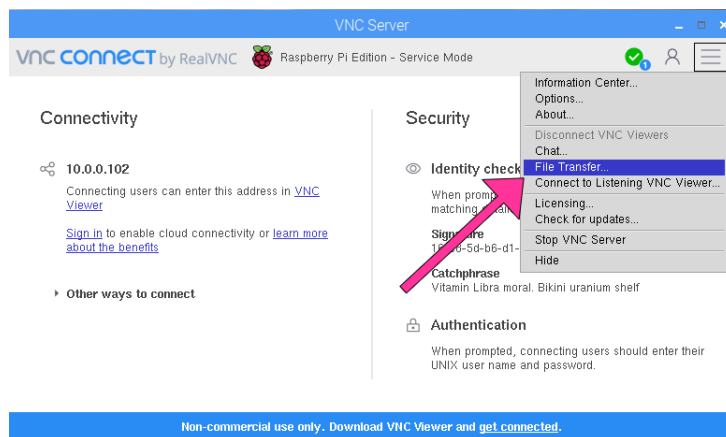 VNC Server
VNC CONNECT by RealVNC
Raspberry Pi Edition - Service Mode
1
Information Center...
Options...
About...
Disconnect VNC Viewers
Chat...
File Transfer...
Connect to Listening VNC Viewer...
Licensing...
Check for updates...
Stop VNC Server
Hide
Connectivity
10.0.0.102
Connecting users can enter this address in VNC
Viewer
Sign in to enable cloud connectivity or learn more
about the benefits
Other ways to connect
Security
Identity check
When
matching
Catchphrase
Vitamin Libra moral. Bikini uranium shelf
Authentication
When prompted, connecting users should enter their
UNIX user name and password.
Non-commercial use only. Download VNC Viewer and get connected.